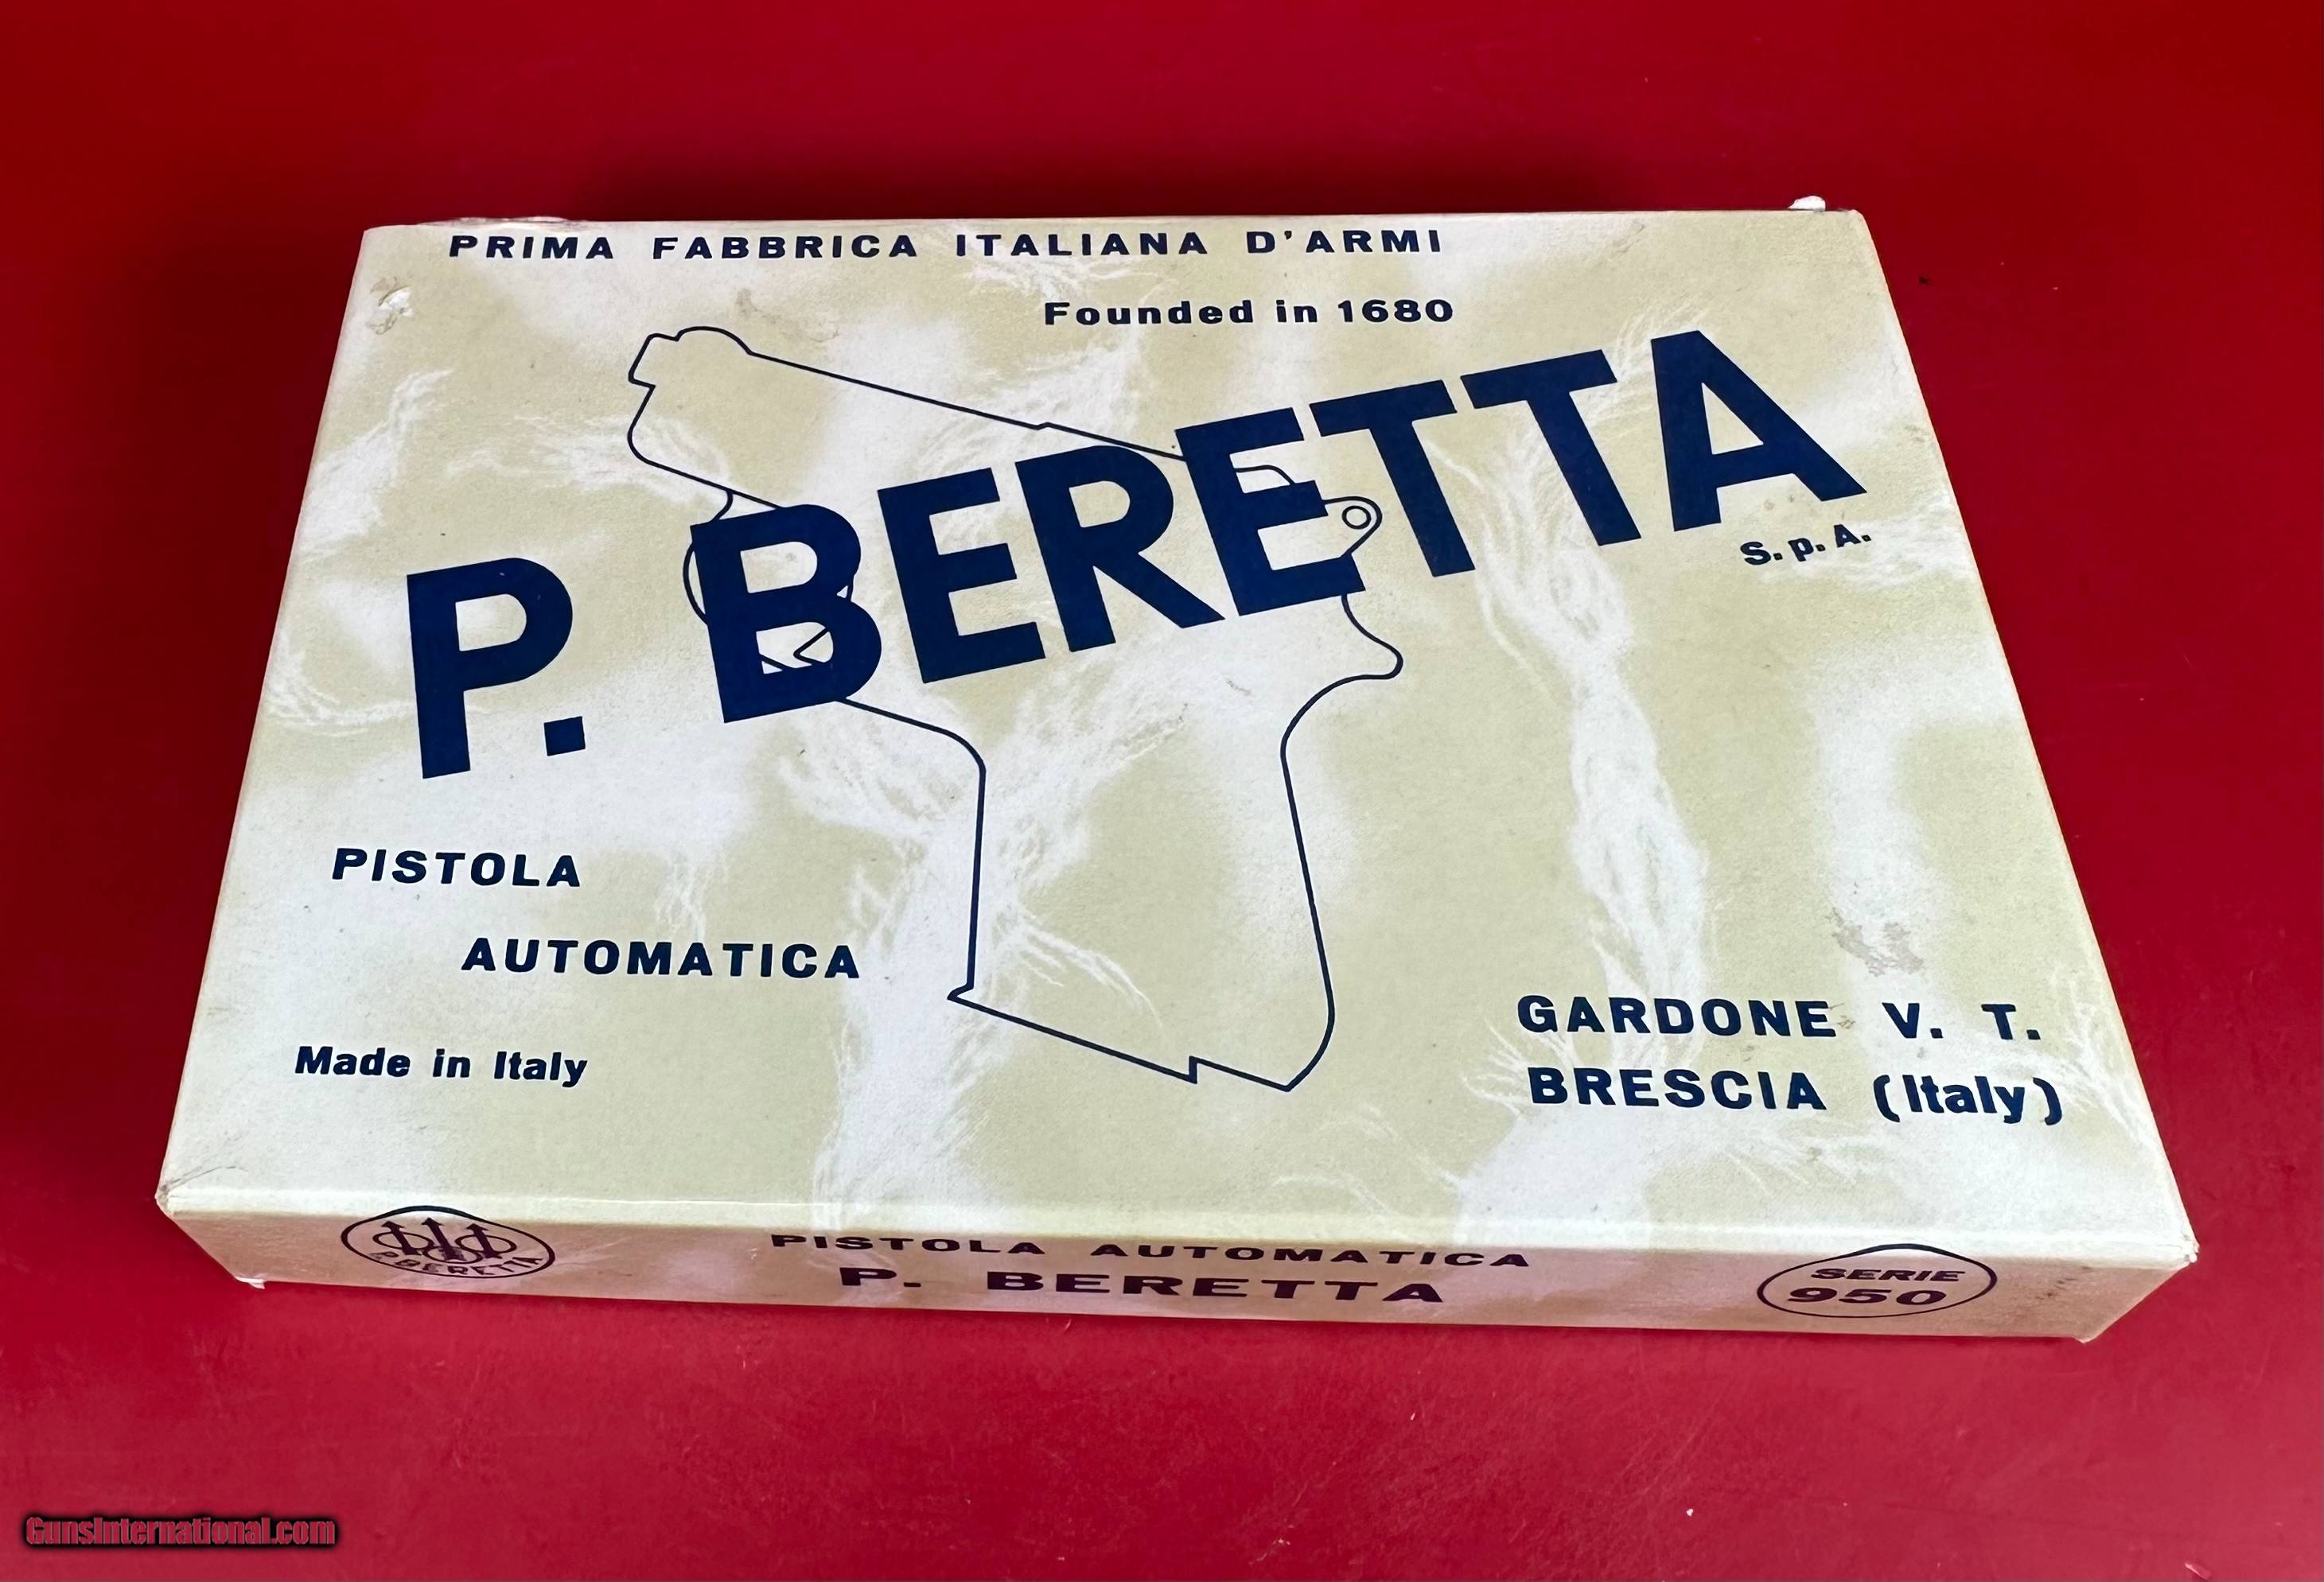 PRIMA FABBRICA ITALIANA D'ARMI
Founded in 1680
P. BERETTA
S.p.A.
PISTOLA
AUTOMATICA
Made in Italy
GARDONE V. T.
BRESCIA (Italy)
P. BERETTA
PISTOLA AUTOMATICA
P. BERETTA
SERIE
950
GunsInternational.com